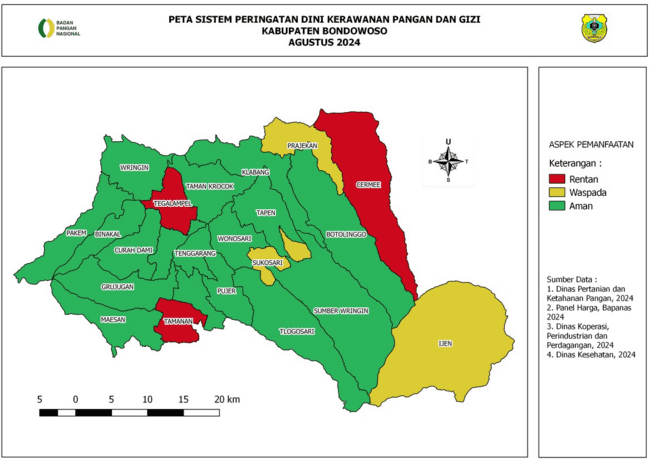 BADAN
PANGAN
NASIONAL
PETA SISTEM PERINGATAN DINI KERAWANAN PANGAN DAN GIZI
KABUPATEN BONDOWOSO
AGUSTUS 2024
PRAJEKAN
U
B T
S
WRINGIN
KLABANG
TAMAN KROCOK
CERMEE
TEGALAMPEL
TAPEN
PAKEM
BINAKAL
BOTOLINGGO
WONOSARI
CURAH DAMI
TENGGARANG
SUKOSARI
GRUJUGAN
PUJER
SUMBER WRINGIN
MAESAN
TAMANAN
TLOGOSARI
IJEN
5 0 5 10 15 20 km
ASPEK PEMANFAATAN
Keterangan :
Rentan
Waspada
Aman
Sumber Data :
1. Dinas Pertanian dan
Ketahanan Pangan, 2024
2. Panel Harga, Bapanas
2024
3. Dinas Koperasi,
Perindustrian dan
Perdagangan, 2024
4. Dinas Kesehatan, 2024